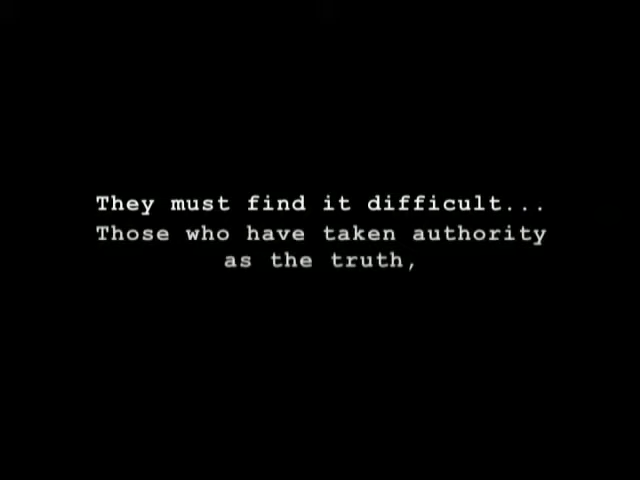 They must find it difficult...
Those who have taken authority
as the truth,